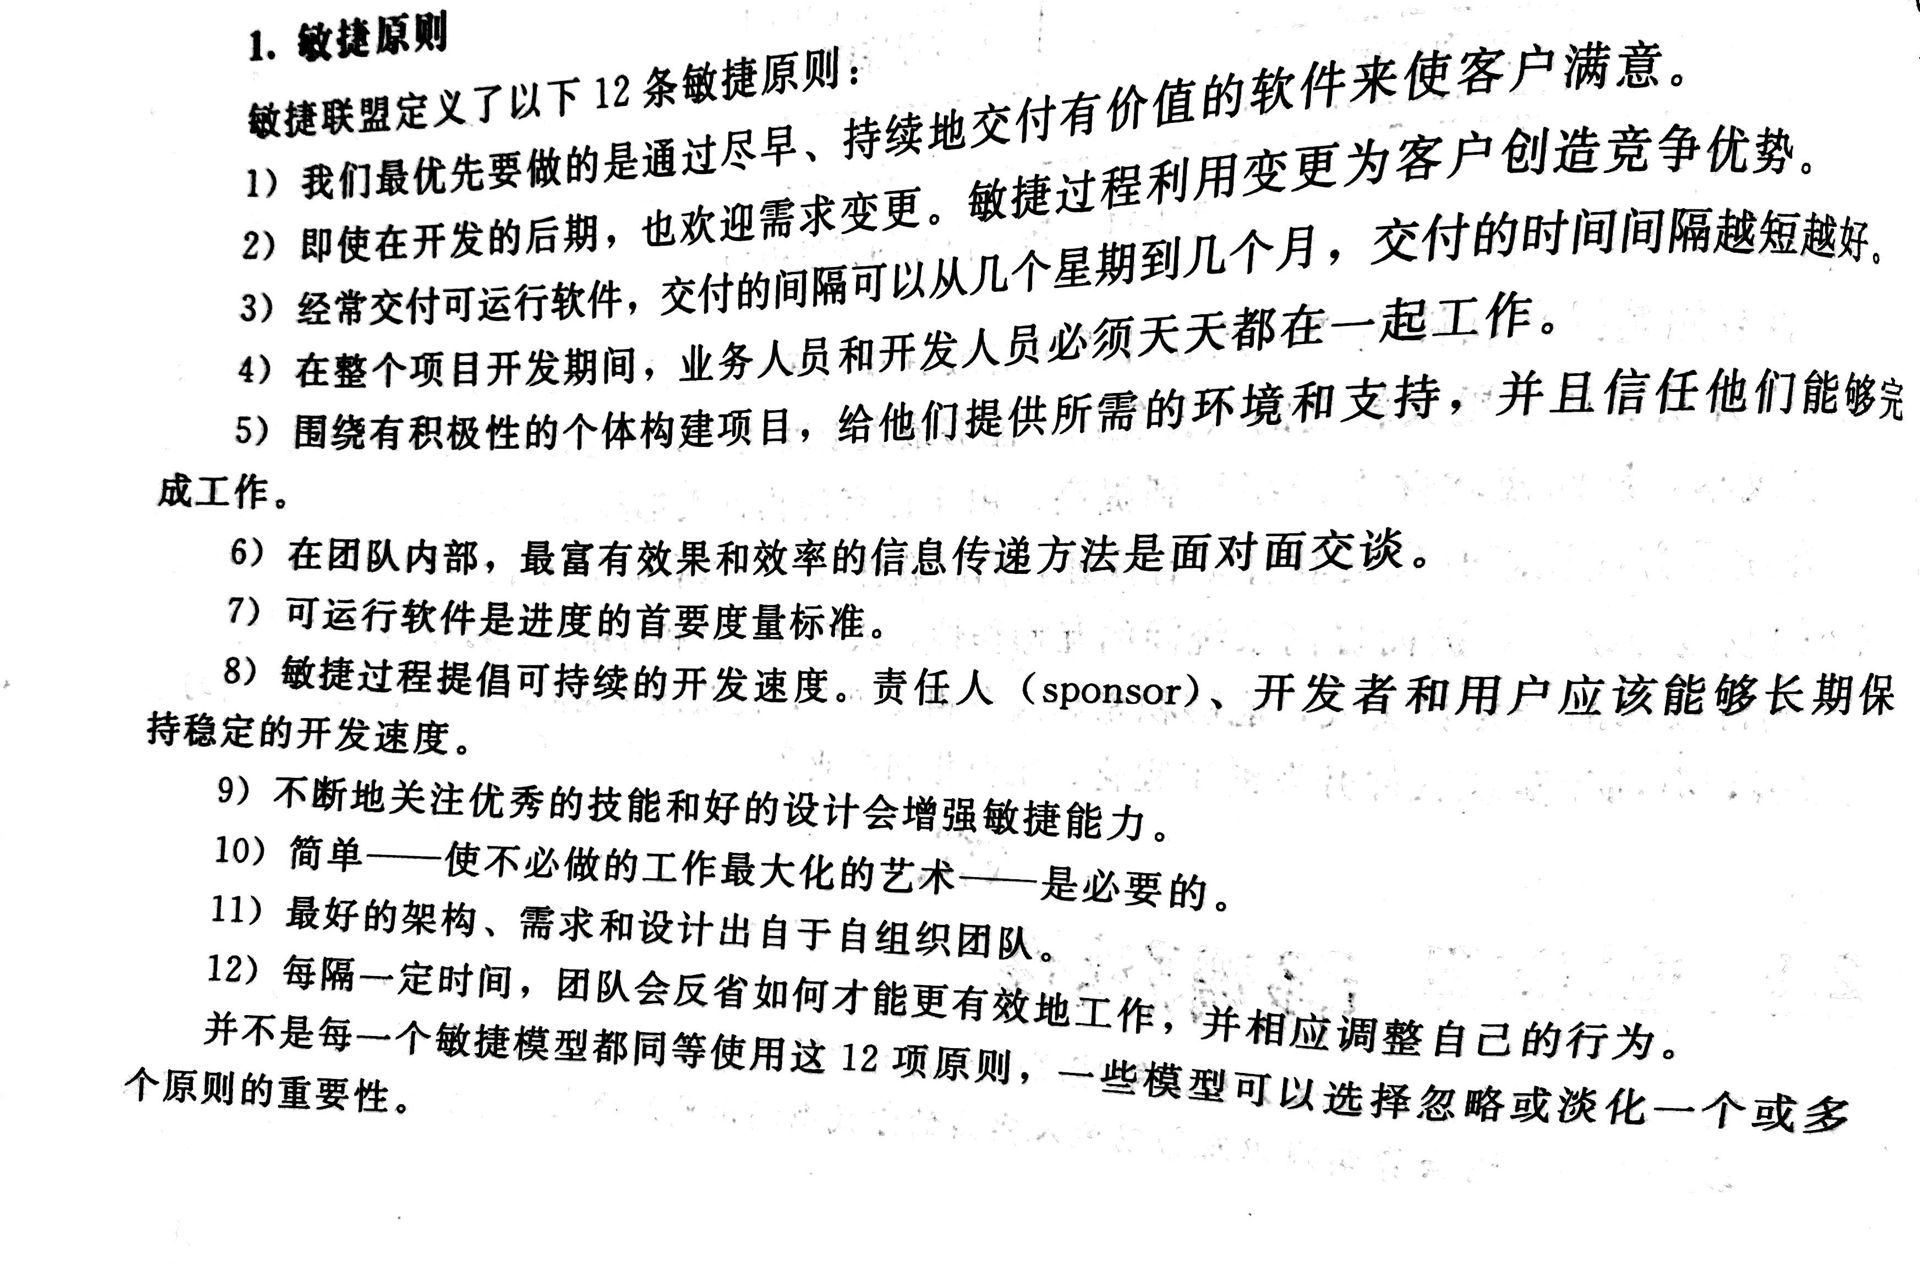 1. 敏捷原则
敏捷联盟定义了以下 12 条敏捷原则：
1）我们最优先要做的是通过尽早、持续地交付有价值的软件来使客户满意。
2）即使在开发的后期，也欢迎需求变更。敏捷过程利用变更为客户创造竞争优势。
3）经常交付可运行软件，交付的间隔可以从几个星期到几个月，交付的时间间隔越短越好。
4）在整个项目开发期间，业务人员和开发人员必须天天都在一起工作。
5）围绕有积极性的个体构建项目，给他们提供所需的环境和支持，并且信任他们能够完
成工作。
6）在团队内部，最富有效果和效率的信息传递方法是面对面交谈。
7）可运行软件是进度的首要度量标准。
8）敏捷过程提倡可持续的开发速度。责任人（sponsor）、开发者和用户应该能够长期保
持稳定的开发速度。
9）不断地关注优秀的技能和好的设计会增强敏捷能力。
10）简单——使不必做的工作最大化的艺术——是必要的。
11）最好的架构、需求和设计出自于自组织团队。
12）每隔一定时间，团队会反省如何才能更有效地工作，并相应调整自己的行为。
并不是每一个敏捷模型都同等使用这 12 项原则，一些模型可以选择忽略或淡化一个或多
个原则的重要性。